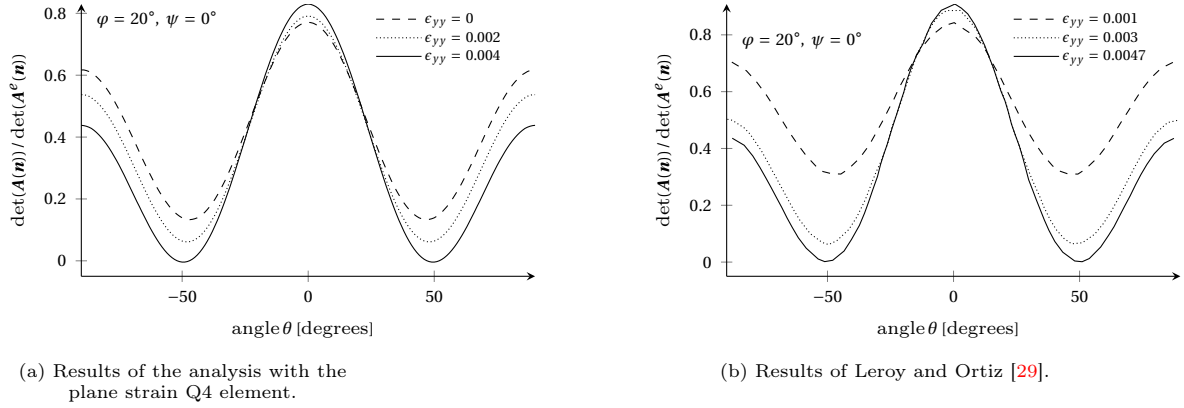 φ = 20°, ψ = 0°
ϵyy = 0
ϵyy = 0.002
ϵyy = 0.004
0.8
0.6
0.4
0.2
0
−50
0
50
det(A(n))/ det(Aᵉ(n))
angle θ [degrees]
(a) Results of the analysis with the
plane strain Q4 element.
φ = 20°, ψ = 0°
ϵyy = 0.001
ϵyy = 0.003
ϵyy = 0.0047
0.8
0.6
0.4
0.2
0
−50
0
50
det(A(n))/ det(Aᵉ(n))
angle θ [degrees]
(b) Results of Leroy and Ortiz [29].